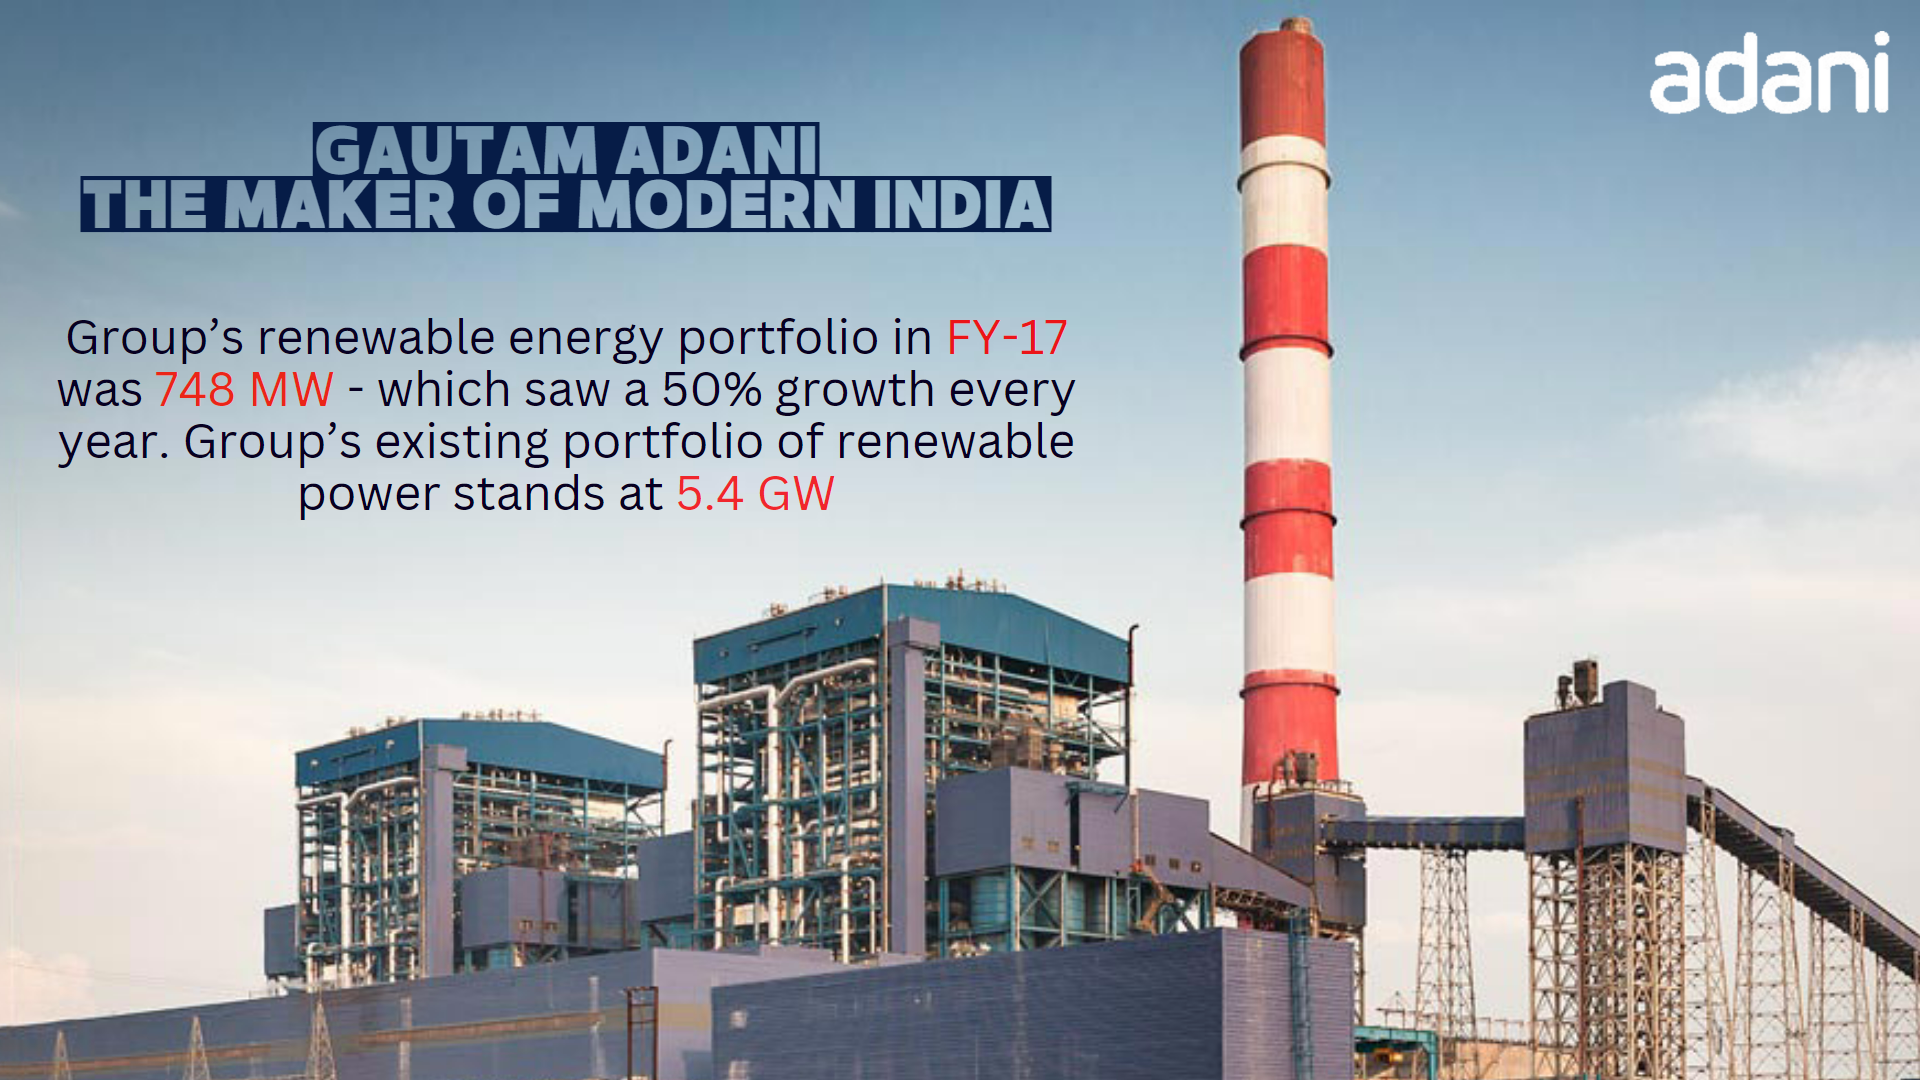 adani
GAUTAM ADANI
THE MAKER OF MODERN INDIA
Group’s renewable energy portfolio in FY-17
was 748 MW - which saw a 50% growth every
year. Group’s existing portfolio of renewable
power stands at 5.4 GW